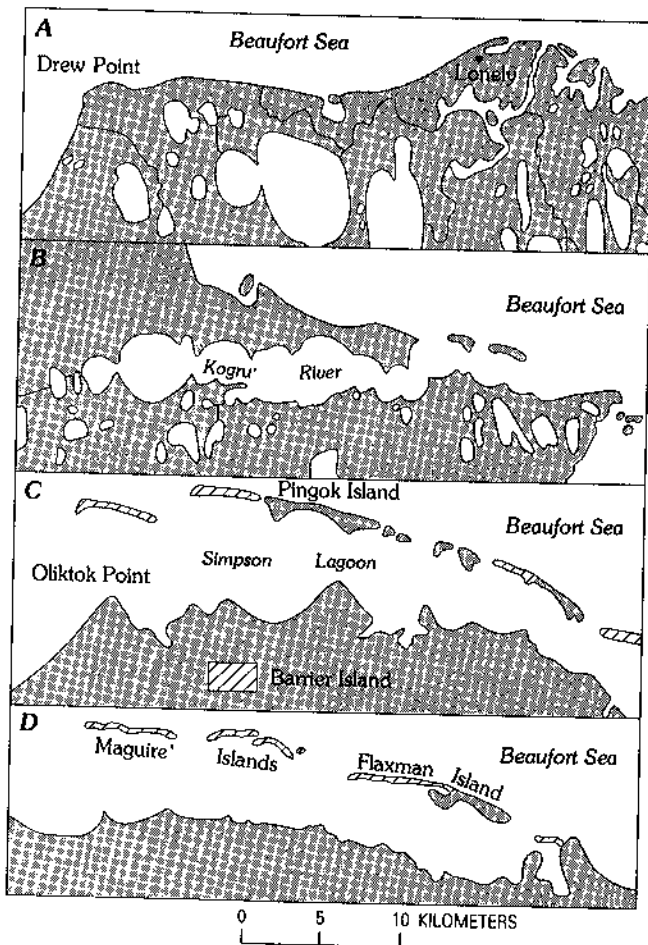 A
Beaufort Sea
Drew Point
Lonely
B
Beaufort Sea
Kogru River
C
Pingok Island
Beaufort Sea
Simpson Lagoon
Oliktok Point
Barrier Island
D
Maguire Islands
Beaufort Sea
Flaxman Island
0 5 10 KILOMETERS